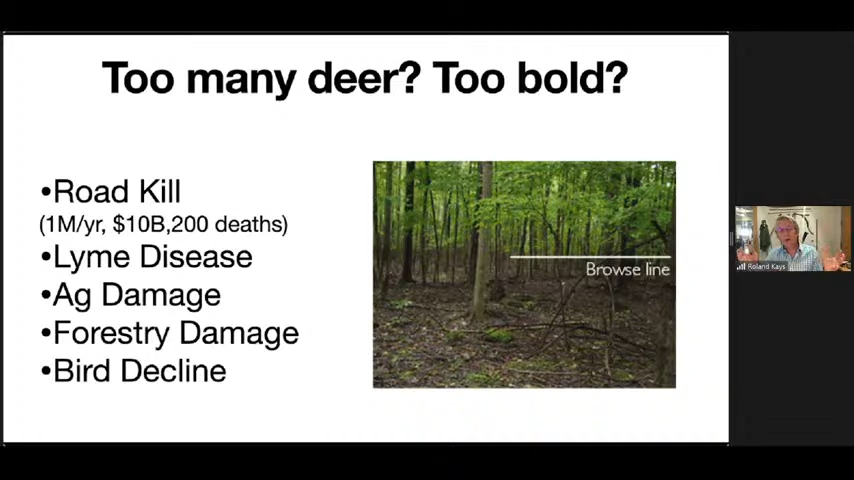 Too many deer? Too bold?
•Road Kill
(1M/yr, $10B,200 deaths)
•Lyme Disease
•Ag Damage
•Forestry Damage
•Bird Decline
Browse line
Roland Kays